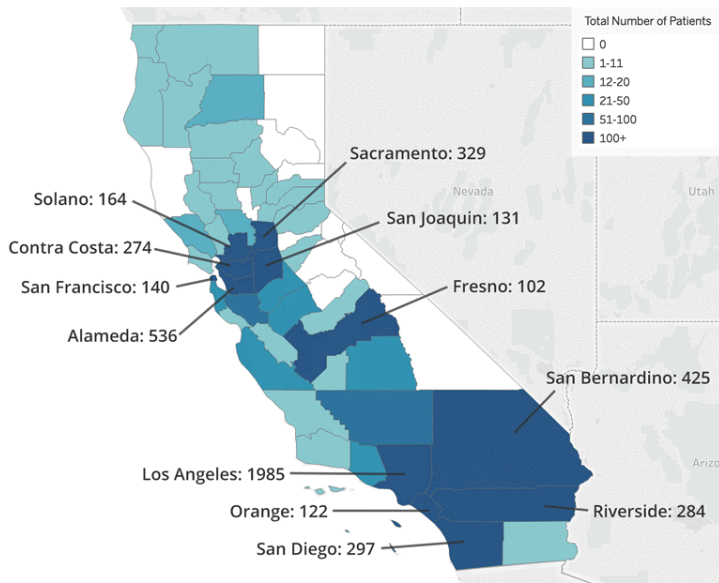 Total Number of Patients
0
1-11
12-20
21-50
51-100
100+
Sacramento: 329
Nevada
Utah
Solano: 164
San Joaquin: 131
Contra Costa: 274
San Francisco: 140
Fresno: 102
Alameda: 536
San Bernardino: 425
Arizo
Los Angeles: 1985
Orange: 122
Riverside: 284
San Diego: 297